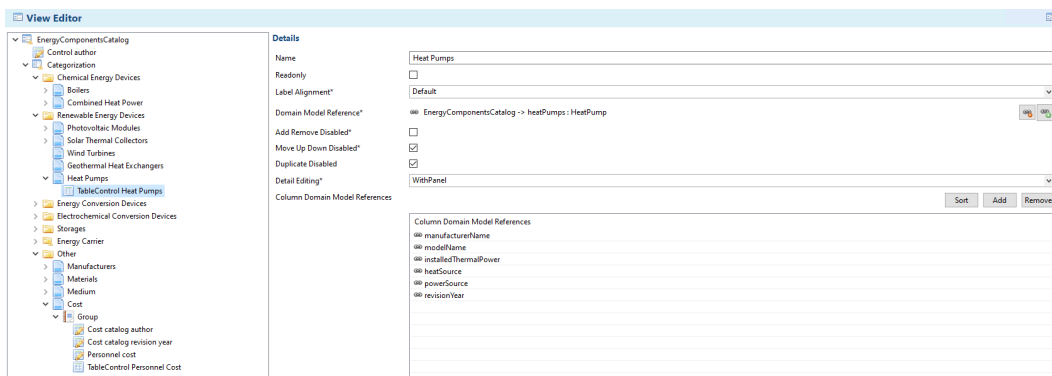 View Editor
EnergyComponentsCatalog
Control author
Categorization
Chemical Energy Devices
Boilers
Combined Heat Power
Renewable Energy Devices
Photovoltaic Modules
Solar Thermal Collectors
Wind Turbines
Geothermal Heat Exchangers
Heat Pumps
TableControl Heat Pumps
Energy Conversion Devices
Electrochemical Conversion Devices
Storages
Energy Carrier
Other
Manufacturers
Materials
Medium
Cost
Group
Cost catalog author
Cost catalog revision year
Personnel cost
TableControl Personnel Cost
Details
Name Heat Pumps
Readonly
Label Alignment* Default
Domain Model Reference* EnergyComponentsCatalog -> heatPumps : HeatPump
Add Remove Disabled*
Move Up Down Disabled*
Duplicate Disabled
Detail Editing* WithPanel
Column Domain Model References Sort Add Remove
Column Domain Model References
manufacturerName
modelName
installedThermalPower
heatSource
powerSource
revisionYear